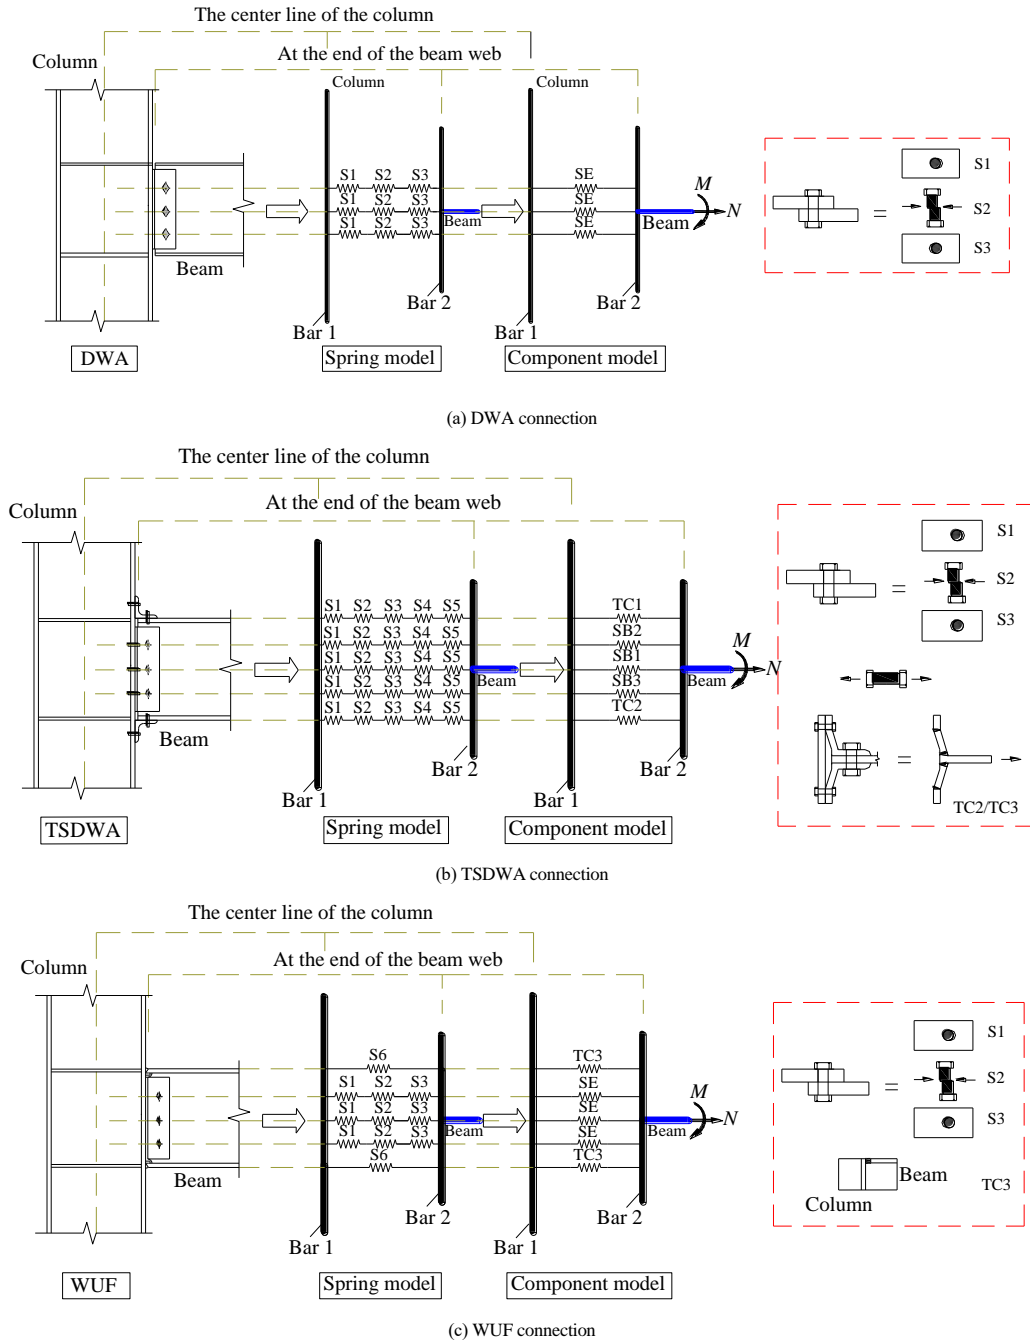 The center line of the column
At the end of the beam web
Column
Column
Column
S1 S2 S3
SE
S1
S1 S2 S3
SE
M
N
S2
Beam
Beam
S1 S2 S3
SE
S3
Beam
Bar 2
Bar 2
Bar 1
Bar 1
DWA
Spring model
Component model
=
(a) DWA connection
The center line of the column
At the end of the beam web
Column
S1 S2 S3 S4 S5
TC1
S1
S1 S2 S3 S4 S5
SB2
=
S2
S1 S2 S3 S4 S5
SB1
M
N
S3
Beam
Beam
S1 S2 S3 S4 S5
SB3
S1 S2 S3 S4 S5
TC2
Beam
Bar 2
Bar 2
=
Bar 1
Bar 1
TC2/TC3
TSDWA
Spring model
Component model
(b) TSDWA connection
The center line of the column
At the end of the beam web
Column
S6
TC3
S1
S1 S2 S3
SE
=
S2
S1 S2 S3
SE
M
N
S3
Beam
Beam
S1 S2 S3
SE
S6
TC3
Beam
Beam
TC3
Column
Bar 2
Bar 2
Bar 1
Bar 1
WUF
Spring model
Component model
(c) WUF connection